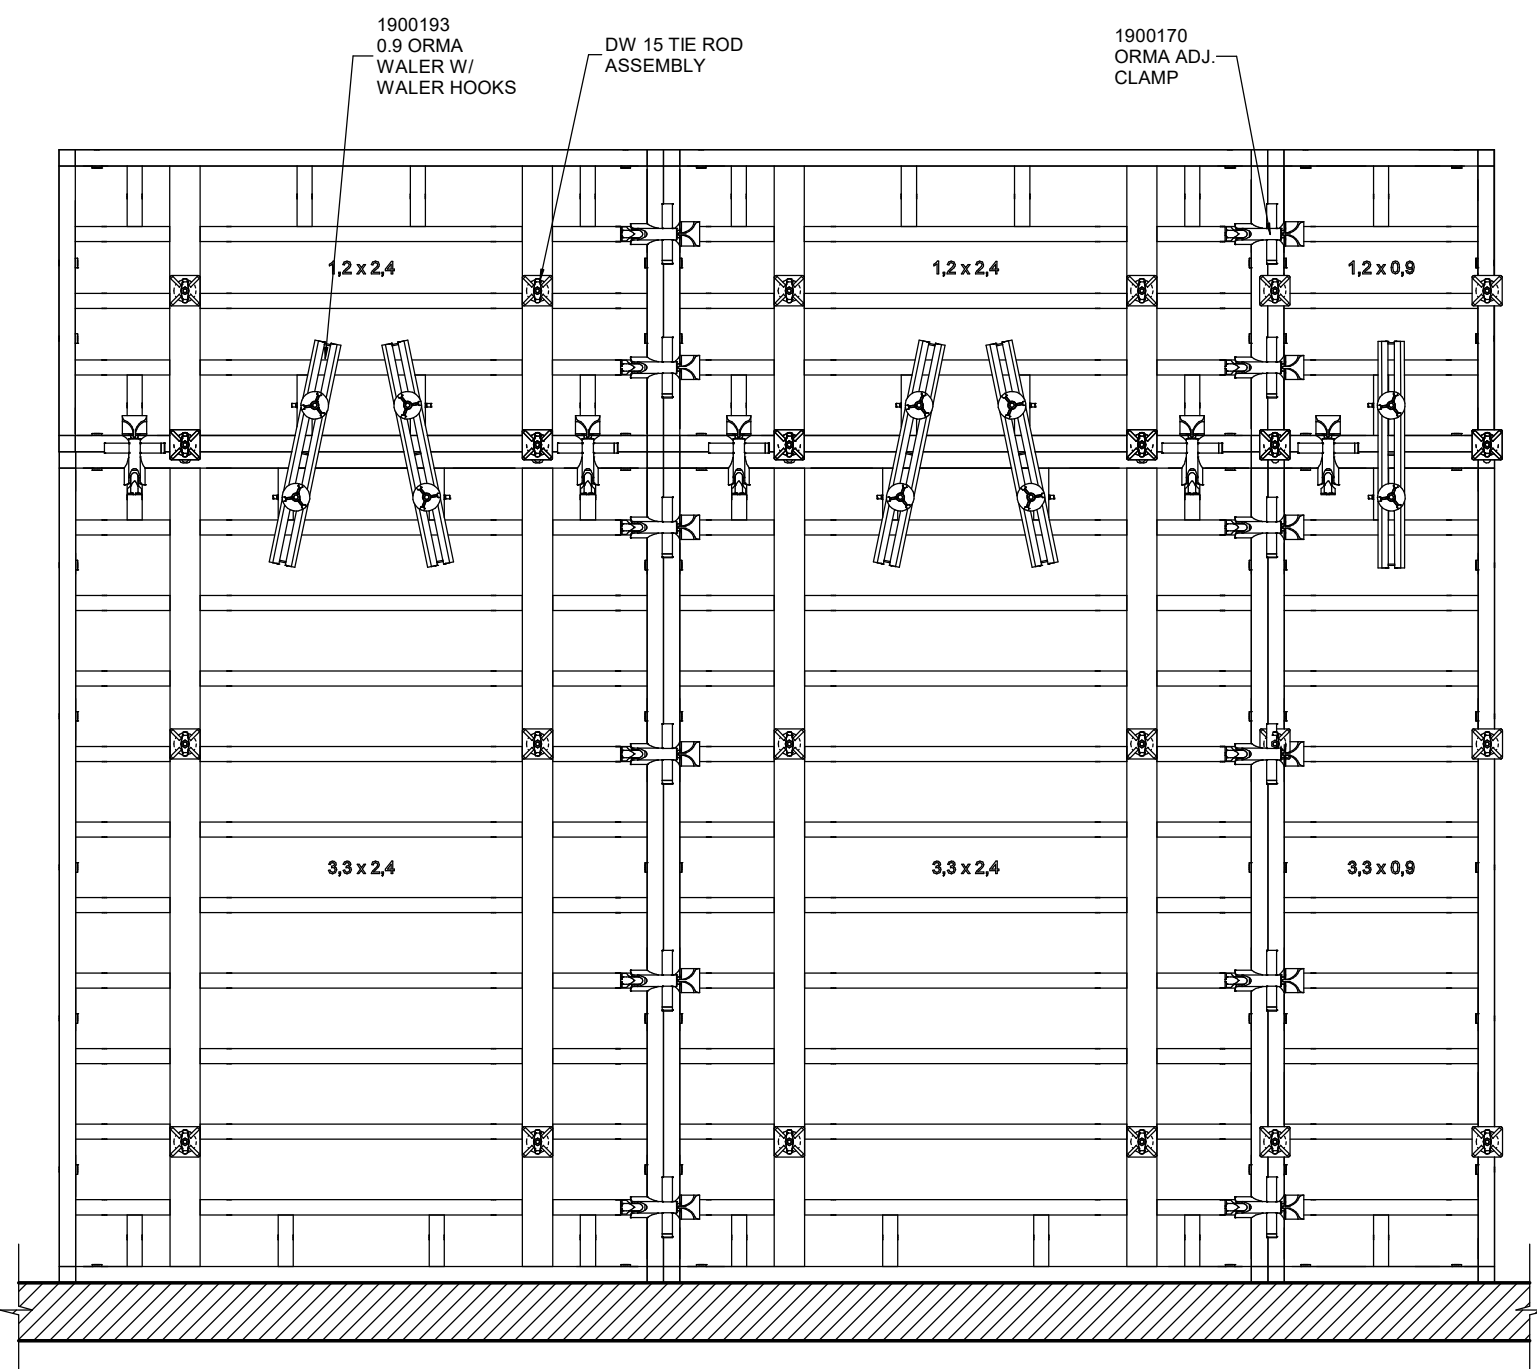 1900193
0.9 ORMA
WALER W/
WALER HOOKS
DW 15 TIE ROD
ASSEMBLY
1900170
ORMA ADJ.
CLAMP
1,2 x 2,4
1,2 x 2,4
1,2 x 0,9
3,3 x 2,4
3,3 x 2,4
3,3 x 0,9